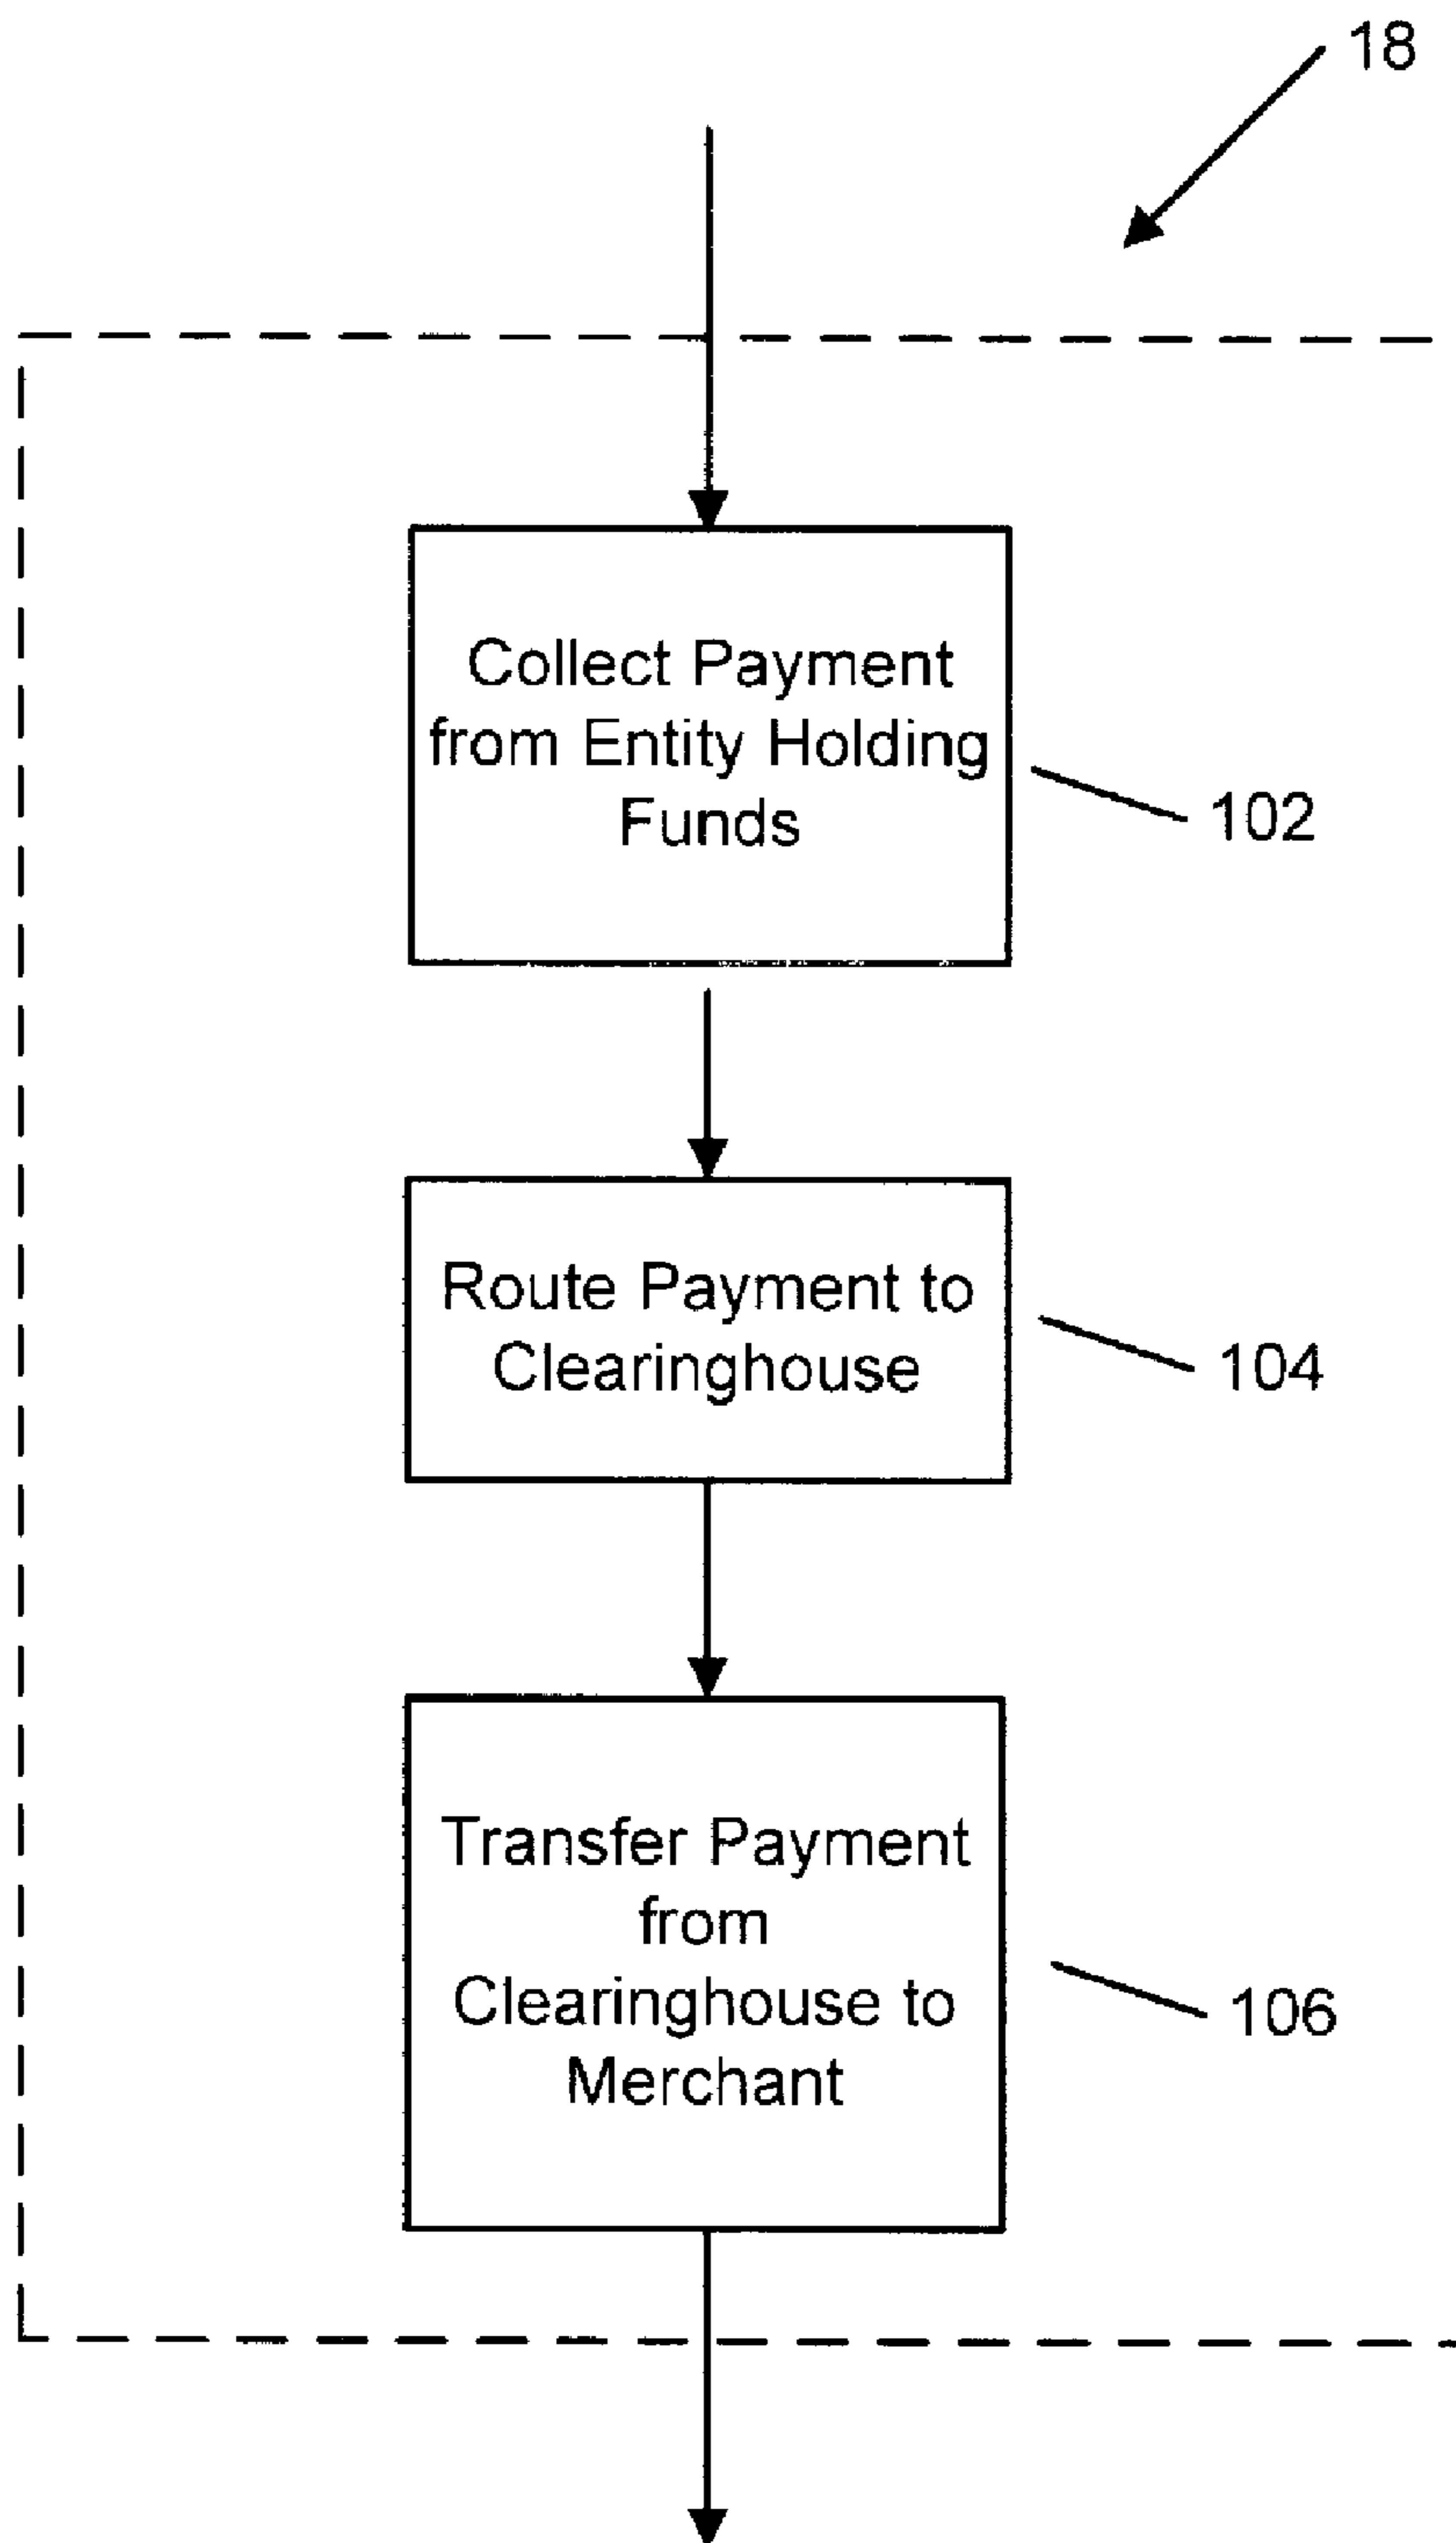 18
Collect Payment
from Entity Holding
Funds
102
Route Payment to
Clearinghouse
104
Transfer Payment
from
Clearinghouse to
Merchant
106